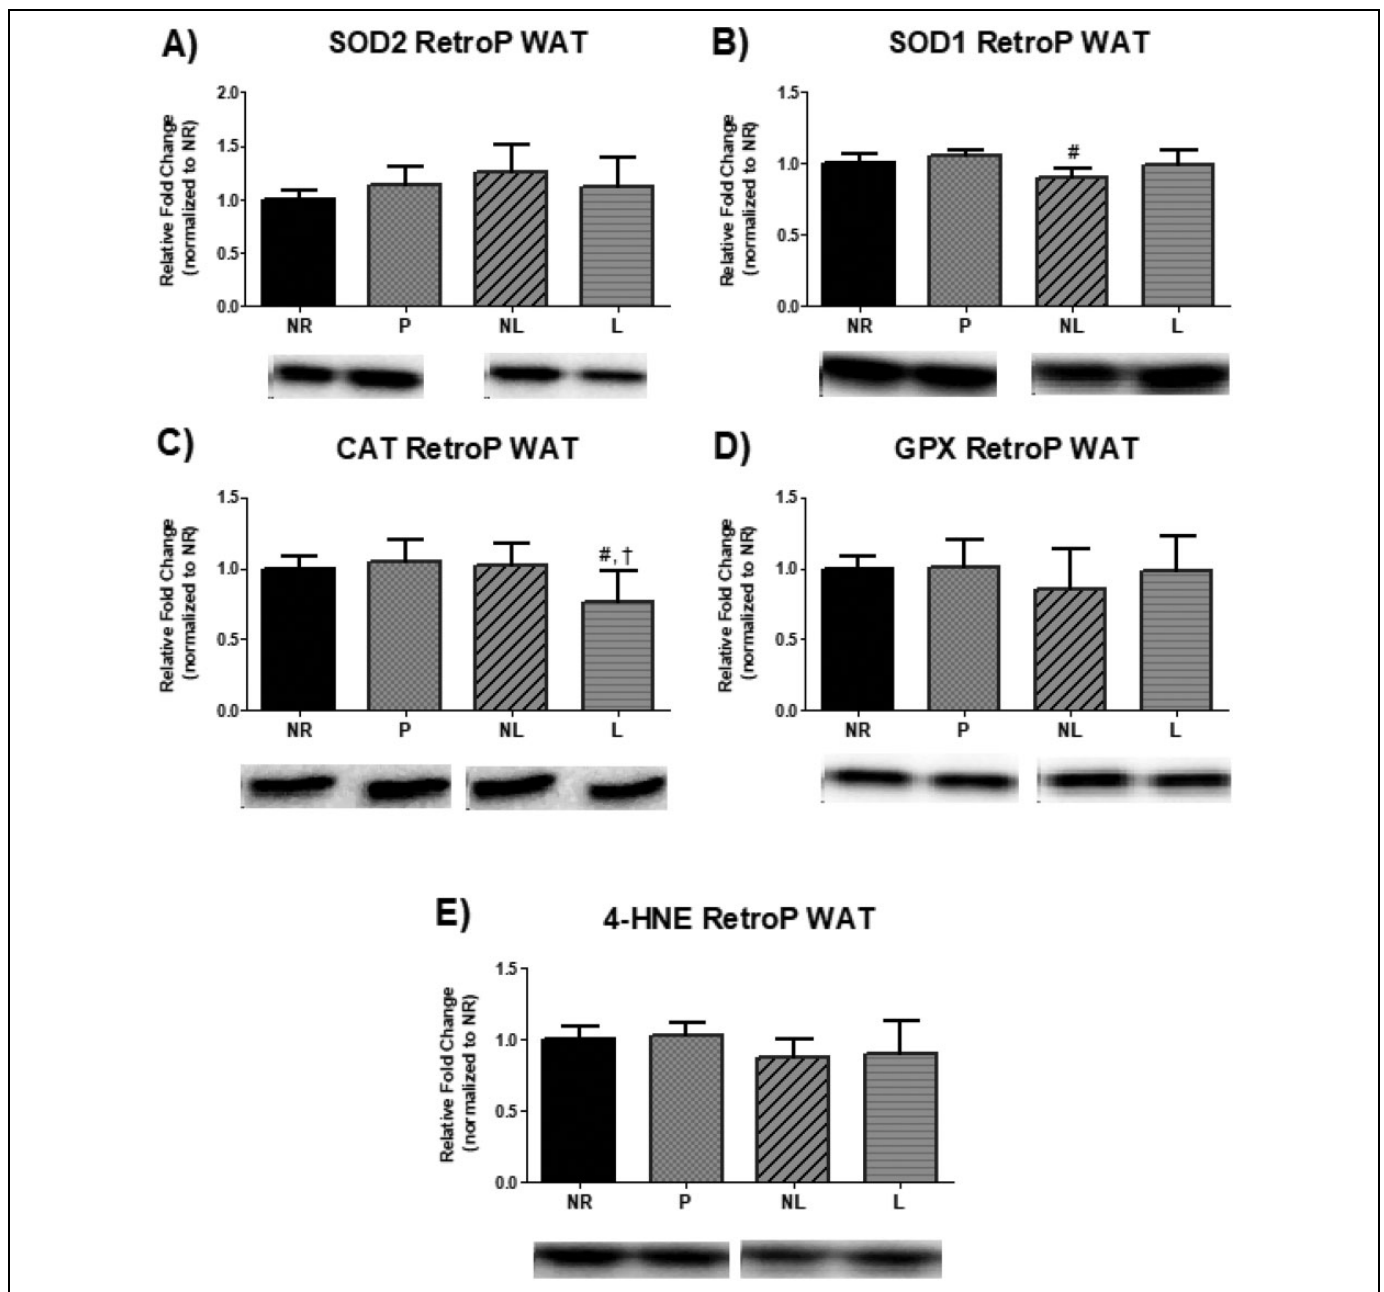 A) SOD2 RetroP WAT
Relative Fold Change
(normalized to NR)
2.0
1.5
1.0
0.5
0.0
NR P NL L
B) SOD1 RetroP WAT
Relative Fold Change
(normalized to NR)
1.5
1.0
0.5
0.0
#
NR P NL L
C) CAT RetroP WAT
Relative Fold Change
(normalized to NR)
1.5
1.0
0.5
0.0
#,†
NR P NL L
D) GPX RetroP WAT
Relative Fold Change
(normalized to NR)
1.5
1.0
0.5
0.0
NR P NL L
E) 4-HNE RetroP WAT
Relative Fold Change
(normalized to NR)
1.5
1.0
0.5
0.0
NR P NL L